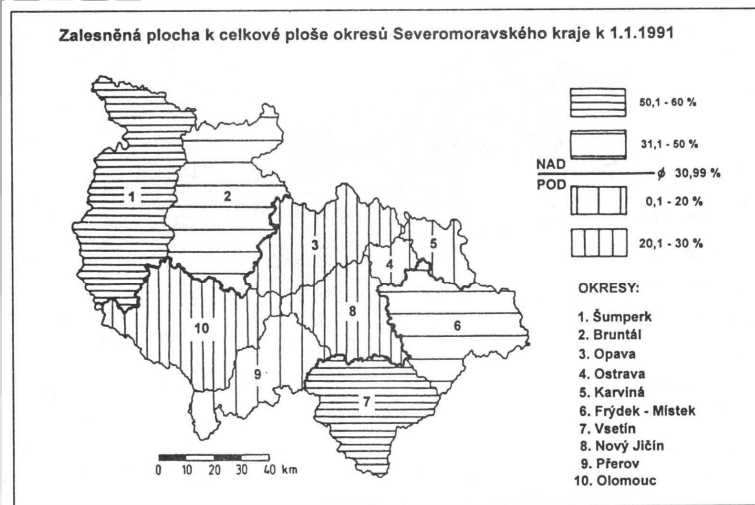 Zalesněná plocha k celkové ploše okresů Severomoravského kraje k 1.1.1991
50,1 - 60 %
31,1 - 50 %
NAD
ø 30,99 %
POD
0,1 - 20 %
20,1 - 30 %
1
2
3
4
5
6
7
8
9
10
OKRESY:
1. Šumperk
2. Bruntál
3. Opava
4. Ostrava
5. Karviná
6. Frýdek - Místek
7. Vsetín
8. Nový Jičín
9. Přerov
10. Olomouc
0 10 20 30 40 km